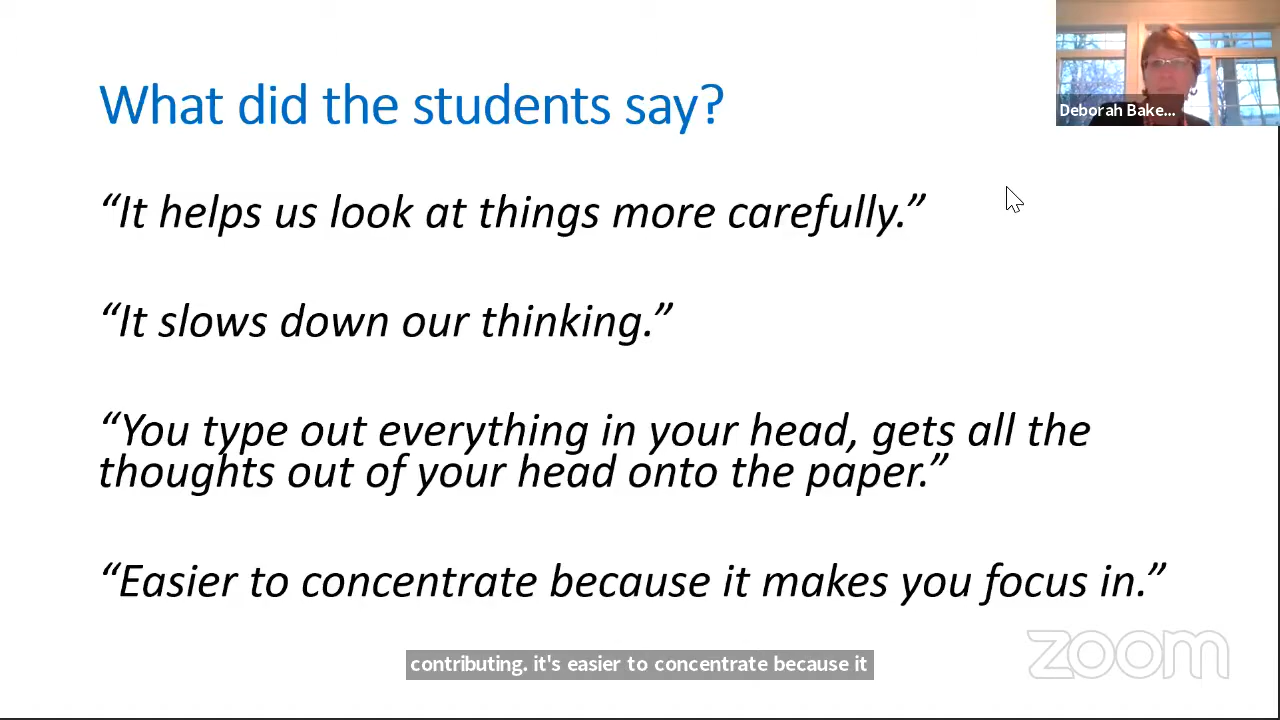 What did the students say?
Deborah Bake...
“It helps us look at things more carefully.”
“It slows down our thinking.”
“You type out everything in your head, gets all the
thoughts out of your head onto the paper.”
“Easier to concentrate because it makes you focus in.”
zoom
contributing. it's easier to concentrate because it